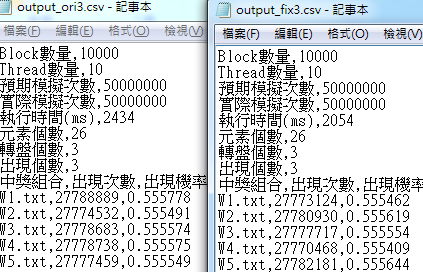 output_ori3.csv - 記事本
檔案(F) 編輯(E) 格式(O) 檢視(V)
Block數量,10000
Thread數量,10
預期模擬次數,50000000
實際模擬次數,50000000
執行時間(ms),2434
元素個數,26
轉盤個數,3
出現個數,3
中獎組合,出現次數,出現機率
W1.txt,27788889,0.555778
W2.txt,27774532,0.555491
W3.txt,27778683,0.555574
W4.txt,27778738,0.555575
W5.txt,27777459,0.555549
output_fix3.csv - 記事本
檔案(F) 編輯(E) 格式(O) 檢視(V)
Block數量,10000
Thread數量,10
預期模擬次數,50000000
實際模擬次數,50000000
執行時間(ms),2054
元素個數,26
轉盤個數,3
出現個數,3
中獎組合,出現次數,出現機率
W1.txt,27773124,0.555462
W2.txt,27780930,0.555619
W3.txt,27777718,0.555554
W4.txt,27770468,0.555409
W5.txt,27782181,0.555644